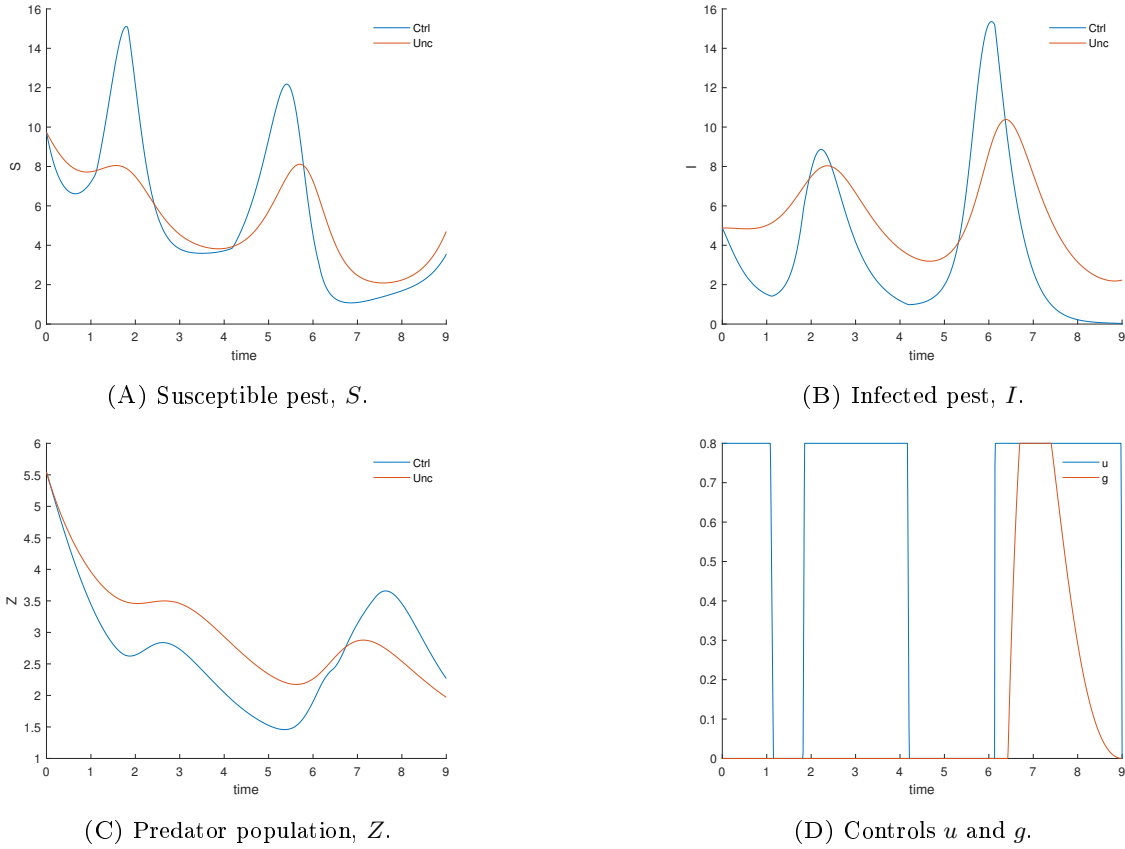 16
14
12
10
8
6
4
2
0
S
Ctrl
Unc
0 1 2 3 4 5 6 7 8 9
time
(A) Susceptible pest, S.
16
14
12
10
8
6
4
2
0
I
Ctrl
Unc
0 1 2 3 4 5 6 7 8 9
time
(B) Infected pest, I.
6
5.5
5
4.5
4
3.5
3
2.5
2
1.5
1
Z
Ctrl
Unc
0 1 2 3 4 5 6 7 8 9
time
(C) Predator population, Z.
0.8
0.7
0.6
0.5
0.4
0.3
0.2
0.1
0
u
g
0 1 2 3 4 5 6 7 8 9
time
(D) Controls u and g.